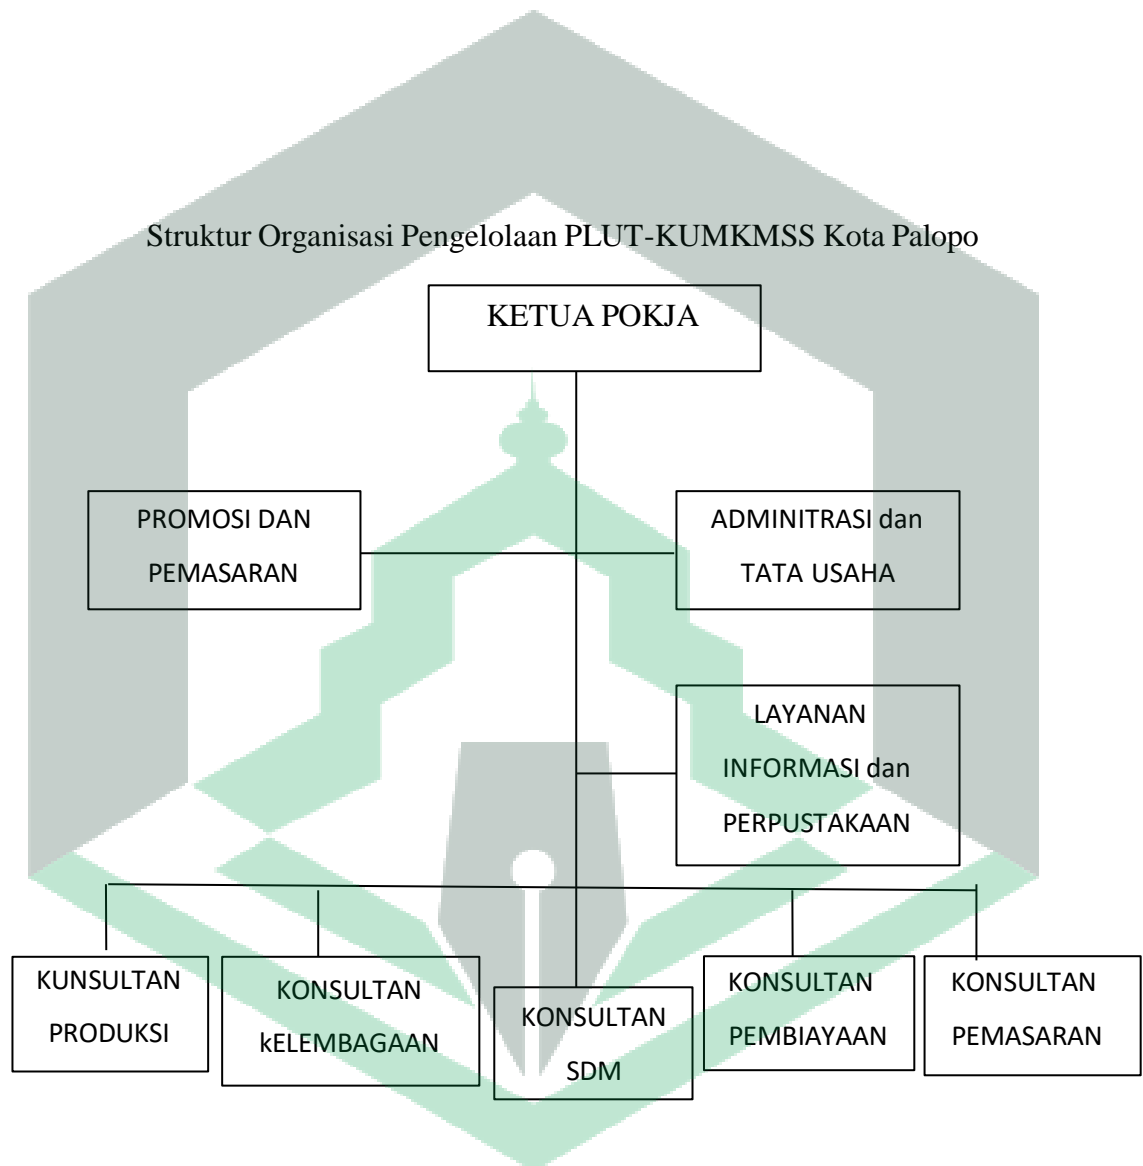 Struktur Organisasi Pengelolaan PLUT-KUMKMSS Kota Palopo
KETUA POKJA
PROMOSI DAN
PEMASARAN
ADMINITRASI dan
TATA USAHA
LAYANAN
INFORMASI dan
PERPUSTAKAAN
KUNSULTAN
PRODUKSI
KONSULTAN
kELEMBAGAAN
KONSULTAN
SDM
KONSULTAN
PEMBIAYAAN
KONSULTAN
PEMASARAN